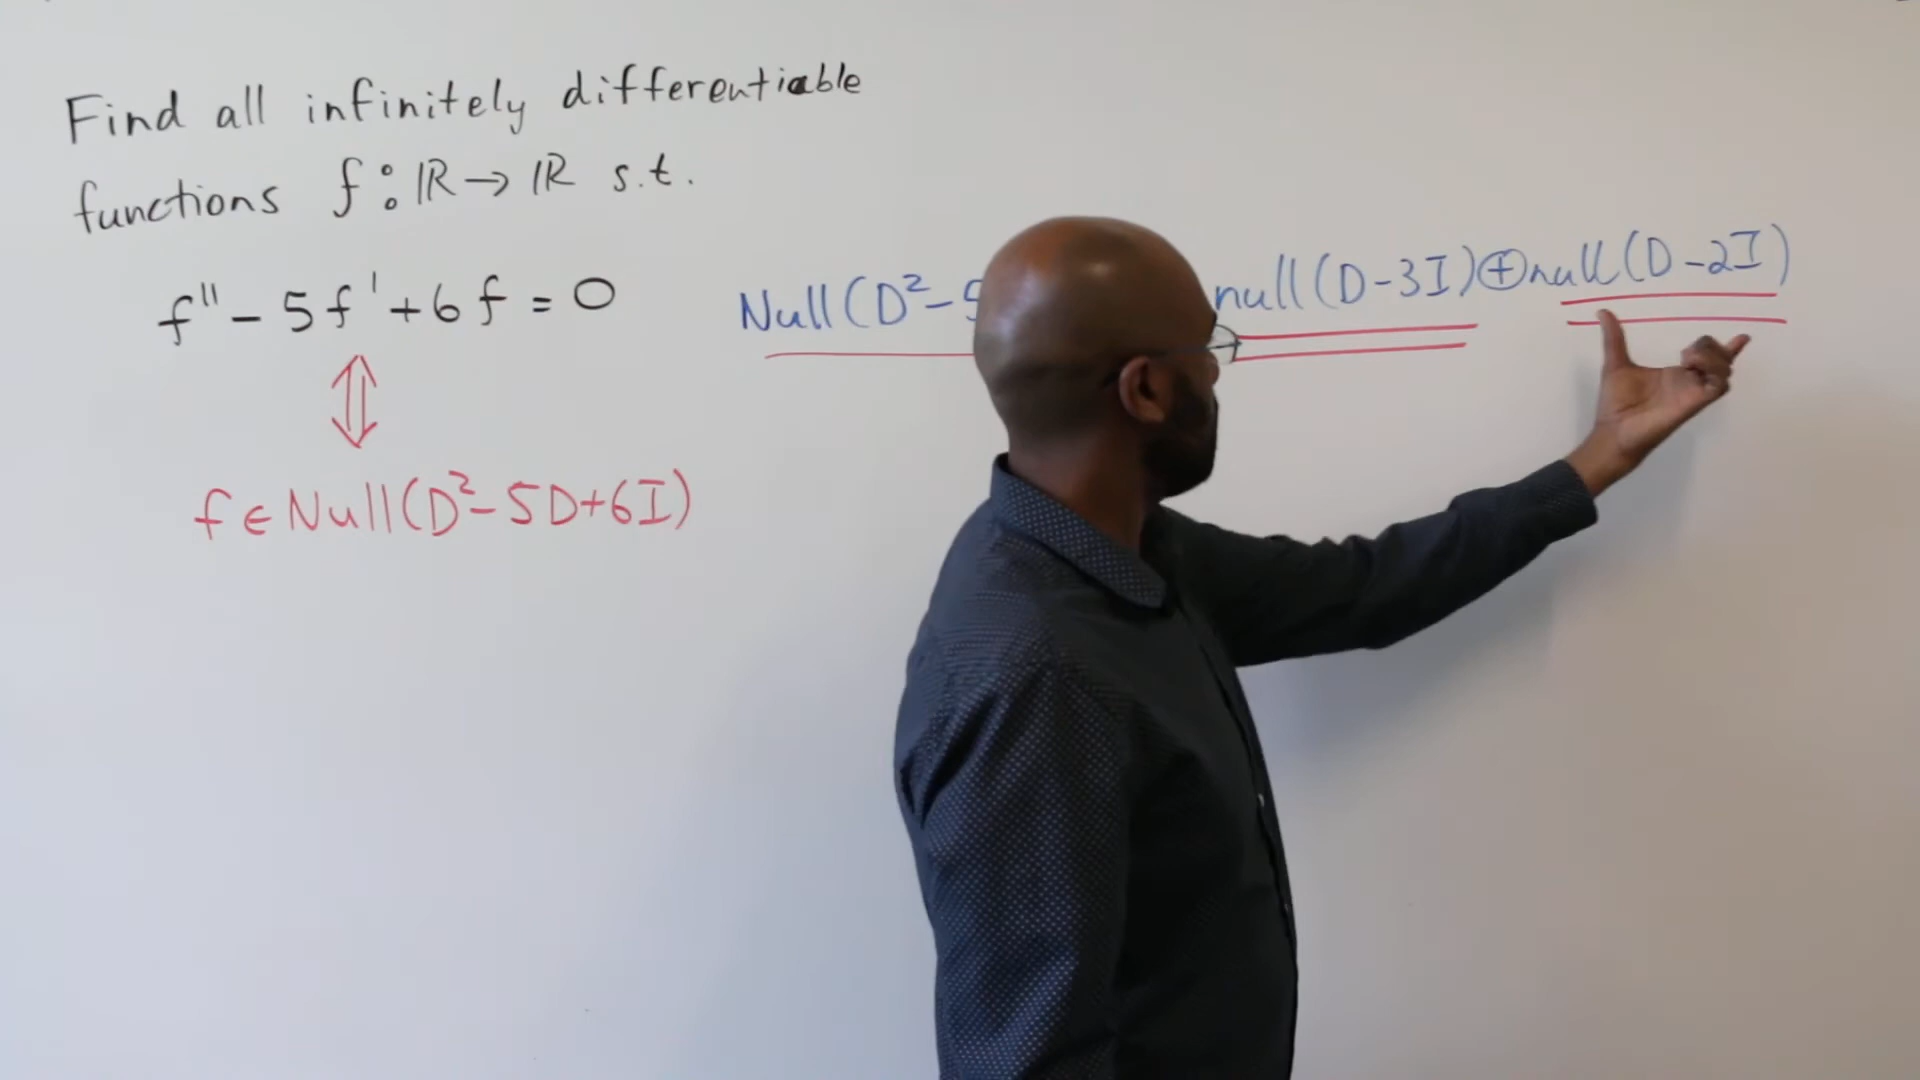 Find all infinitely differentiable
functions f : ℝ → ℝ s.t.
f'' - 5f' + 6f = 0
⇕
f ∈ Null(D² - 5D + 6I)
Null(D² - 5 null(D - 3I) ⊕ null(D - 2I)